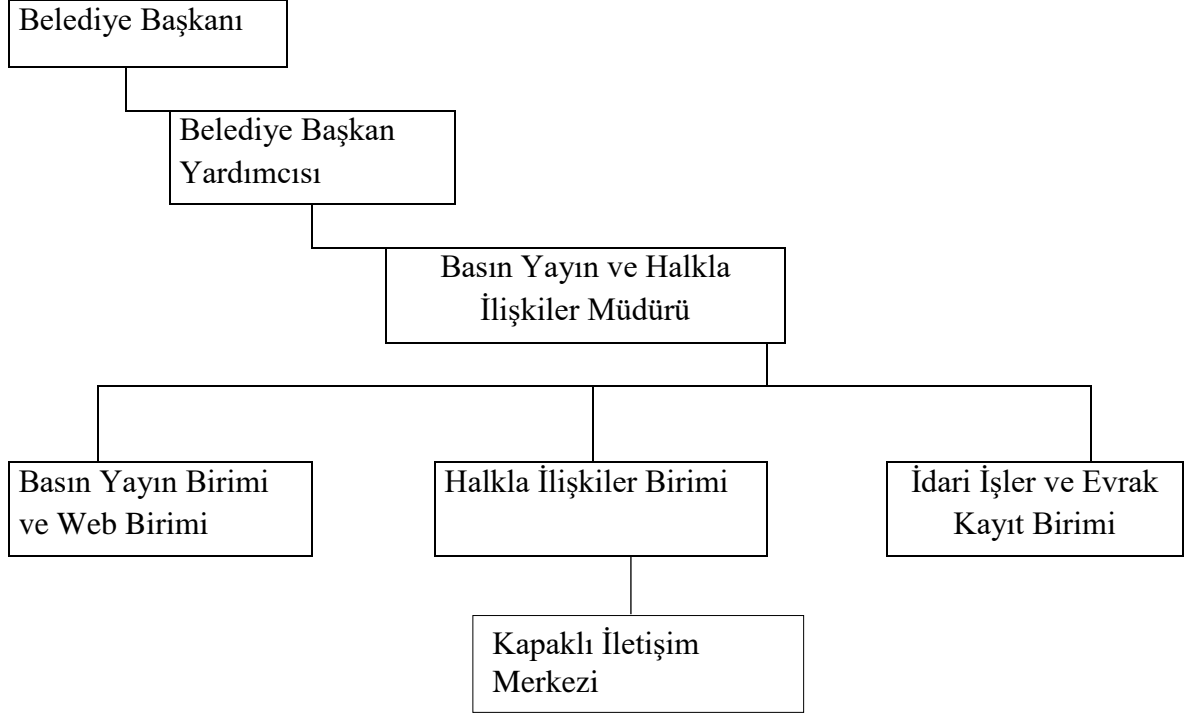 Belediye Başkanı
Belediye Başkan
Yardımcısı
Basın Yayın ve Halkla
İlişkiler Müdürü
Basın Yayın Birimi
ve Web Birimi
Halkla İlişkiler Birimi
İdari İşler ve Evrak
Kayıt Birimi
Kapaklı İletişim
Merkezi